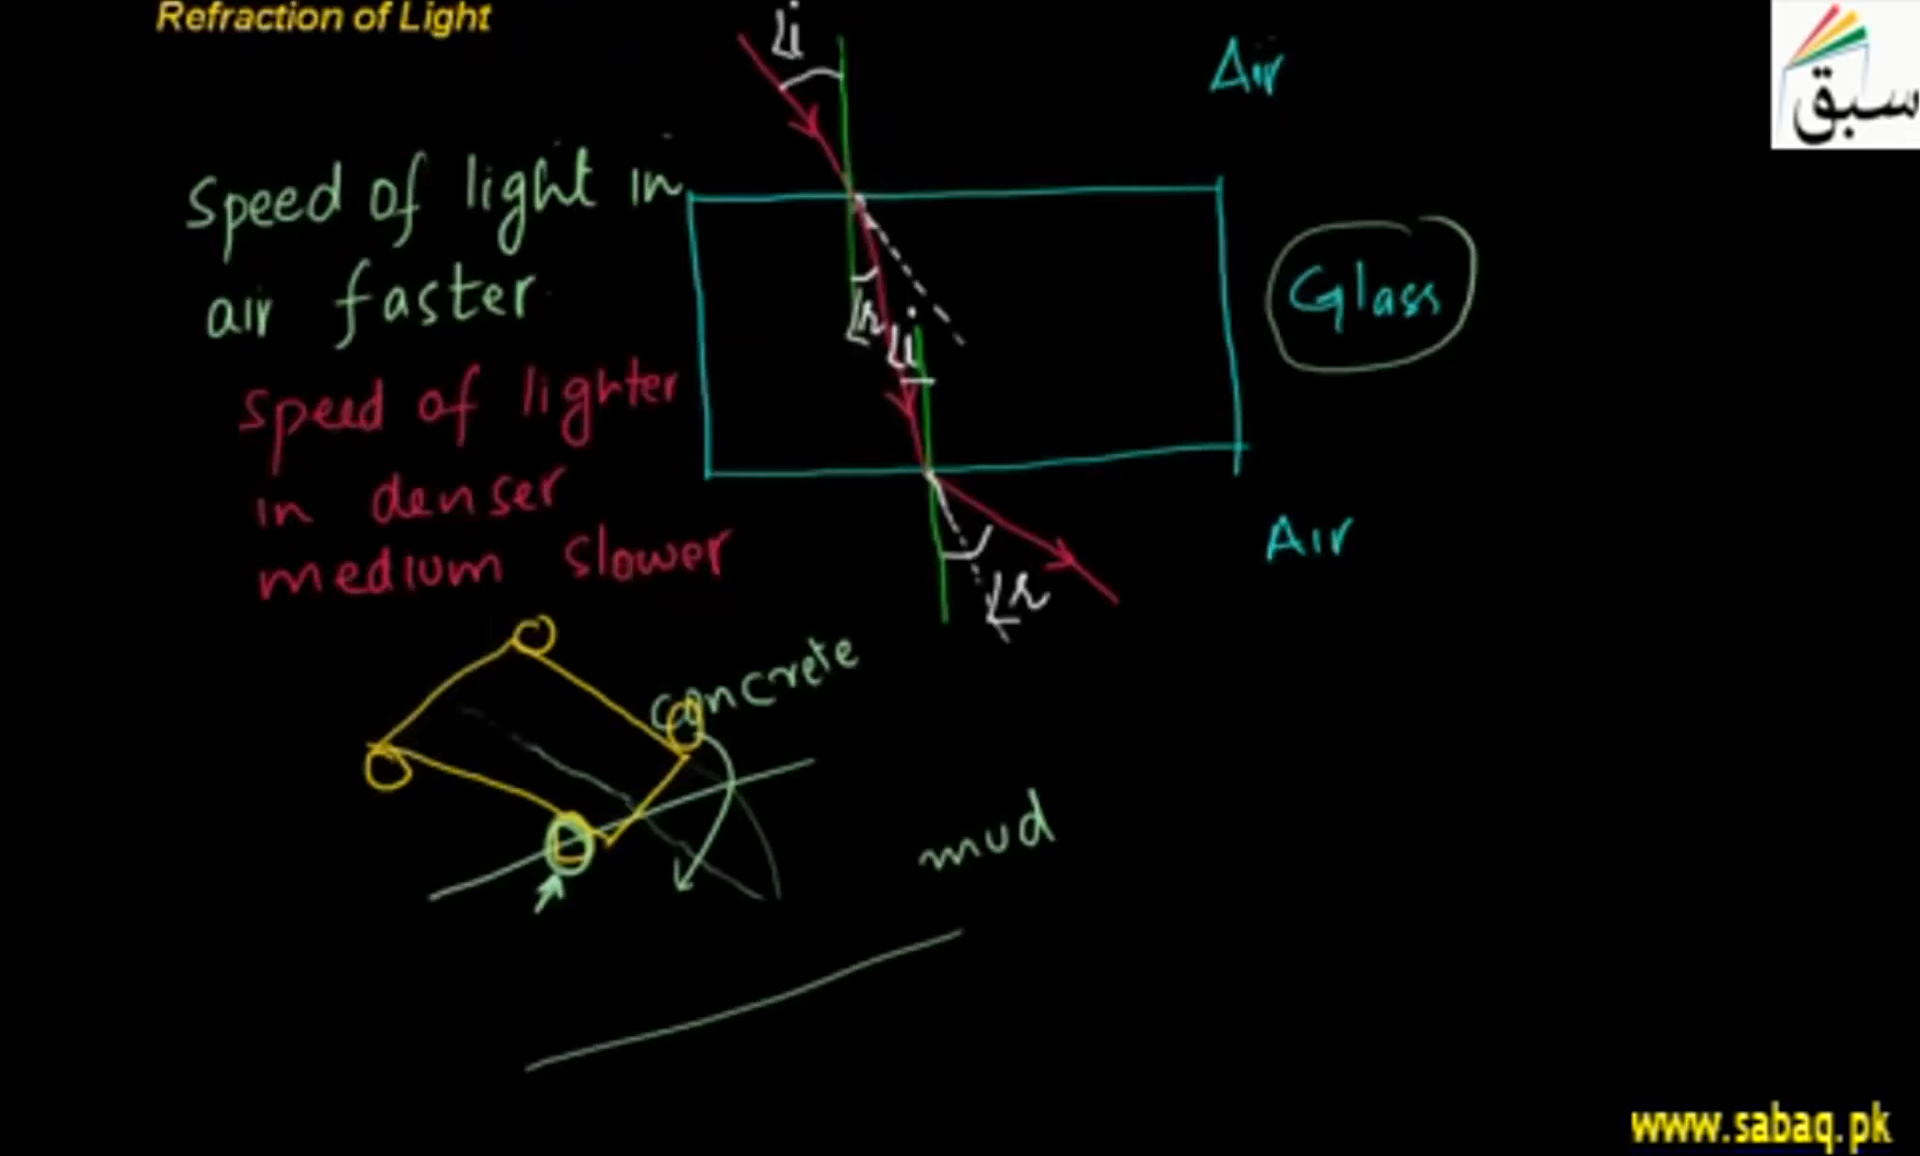 Refraction of Light
سبق
∠i
Air
Speed of light in
air faster
Glass
∠r
∠i
speed of lighter
in denser
medium slower
Air
∠r
concrete
mud
www.sabaq.pk